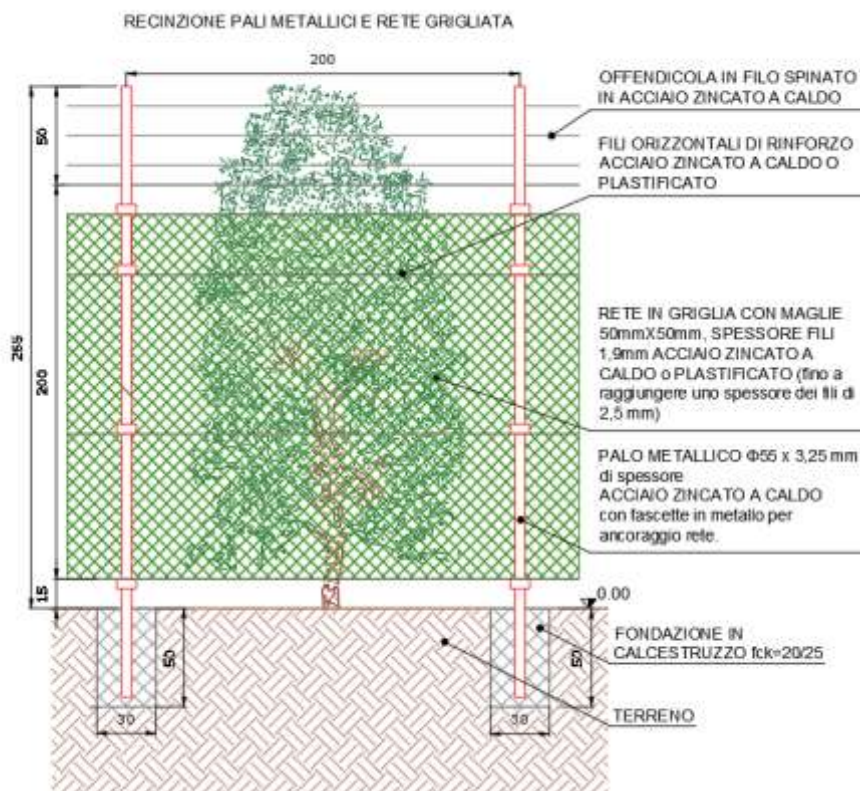 RECINZIONE PALI METALLICI E RETE GRIGLIATA
200
OFFENDICOLA IN FILO SPINATO
IN ACCIAIO ZINCATO A CALDO
50
FILI ORIZZONTALI DI RINFORZO
ACCIAIO ZINCATO A CALDO O
PLASTIFICATO
265
200
RETE IN GRIGLIA CON MAGLIE
50mmX50mm, SPESSORE FILI
1,9mm ACCIAIO ZINCATO A
CALDO o PLASTIFICATO (fino a
raggiungere uno spessore dei fili di
2,5 mm)
PALO METALLICO Φ55 x 3,25 mm
di spessore
ACCIAIO ZINCATO A CALDO
con fascette in metallo per
ancoraggio rete.
15
0.00
50
50
FONDAZIONE IN
CALCESTRUZZO fck=20/25
30
30
TERRENO